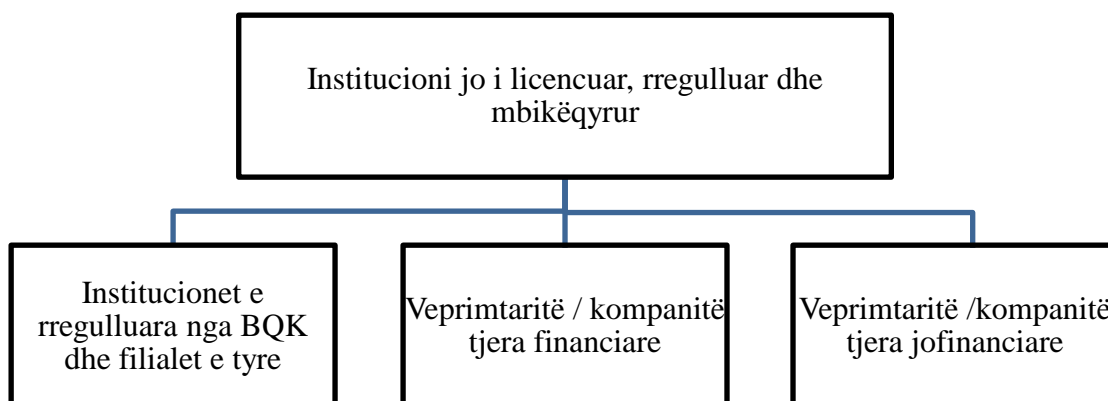 Institucioni jo i licencuar, rregulluar dhe
mbikëqyrur
Institucionet e
rregulluara nga BQK
dhe filialet e tyre
Veprimtaritë / kompanitë
tjera financiare
Veprimtaritë /kompanitë
tjera jofinanciare